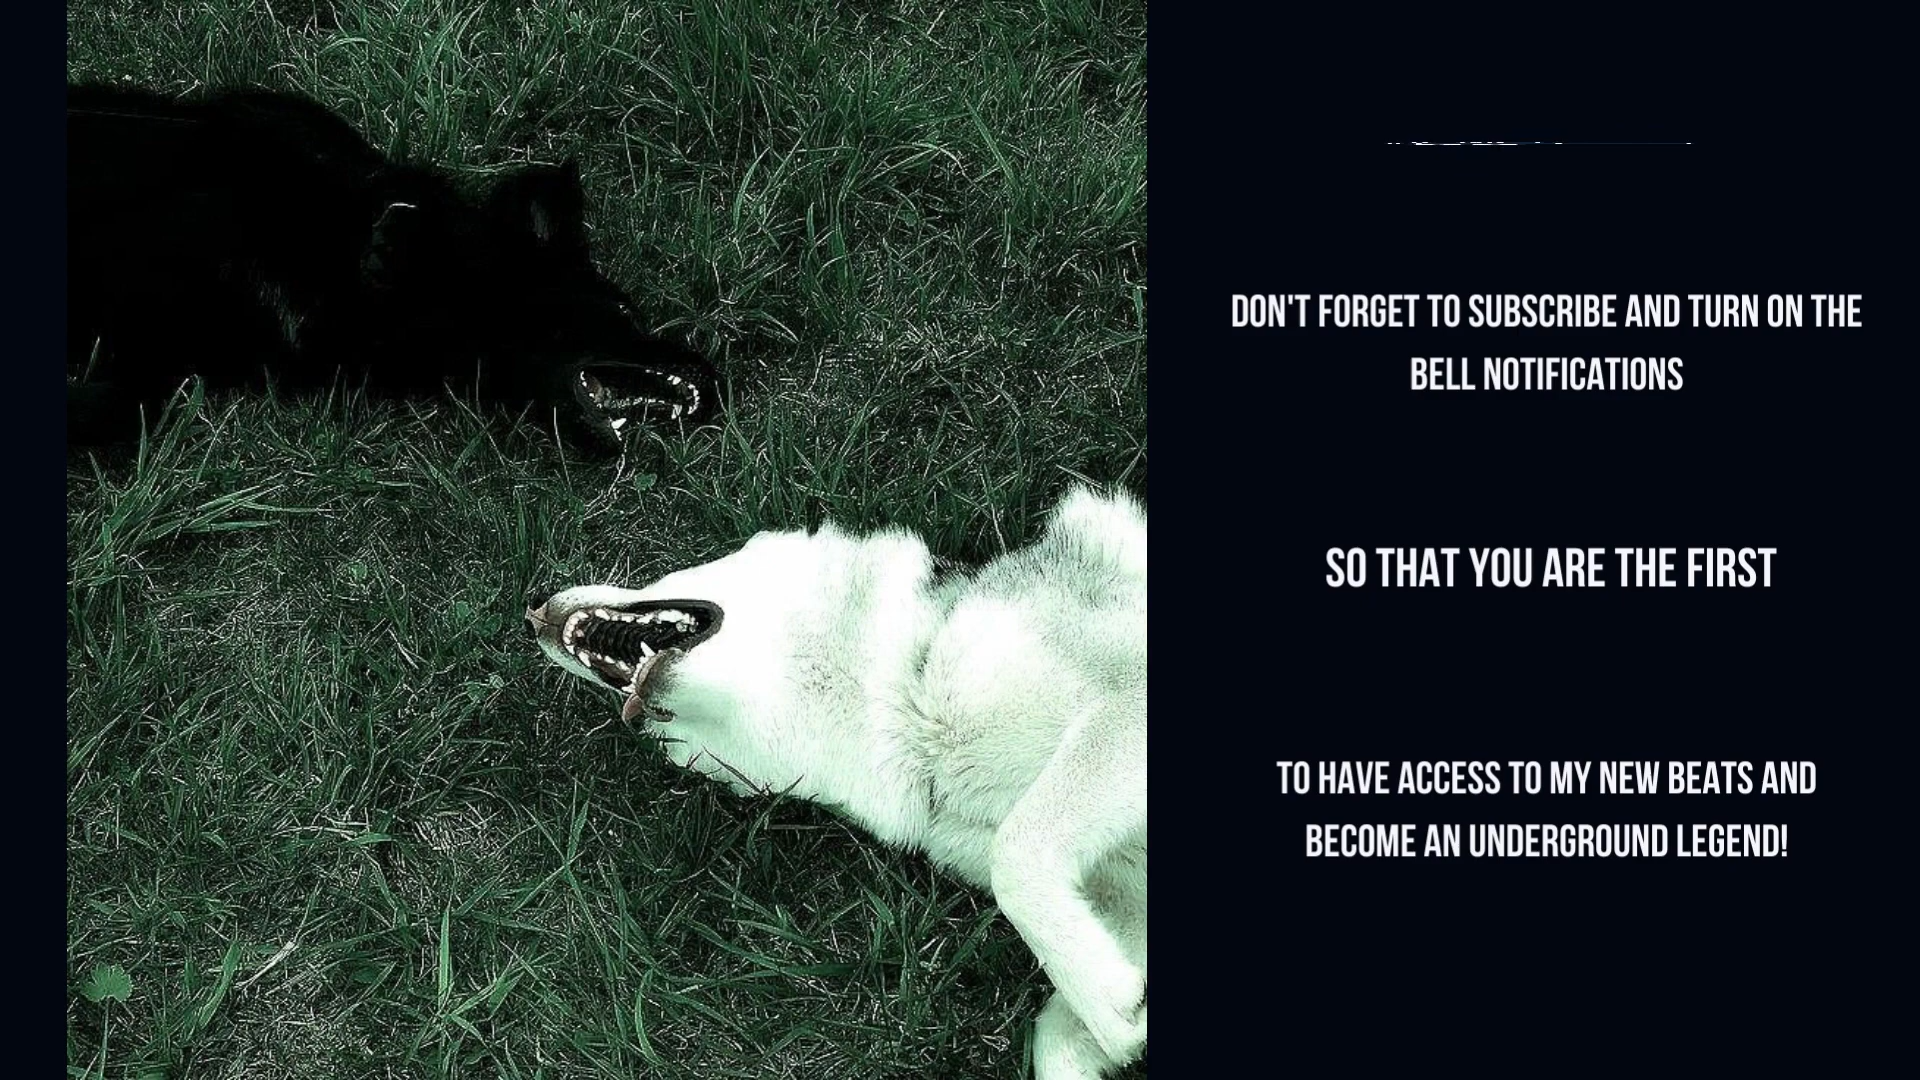 DON'T FORGET TO SUBSCRIBE AND TURN ON THE
BELL NOTIFICATIONS
SO THAT YOU ARE THE FIRST
TO HAVE ACCESS TO MY NEW BEATS AND
BECOME AN UNDERGROUND LEGEND!